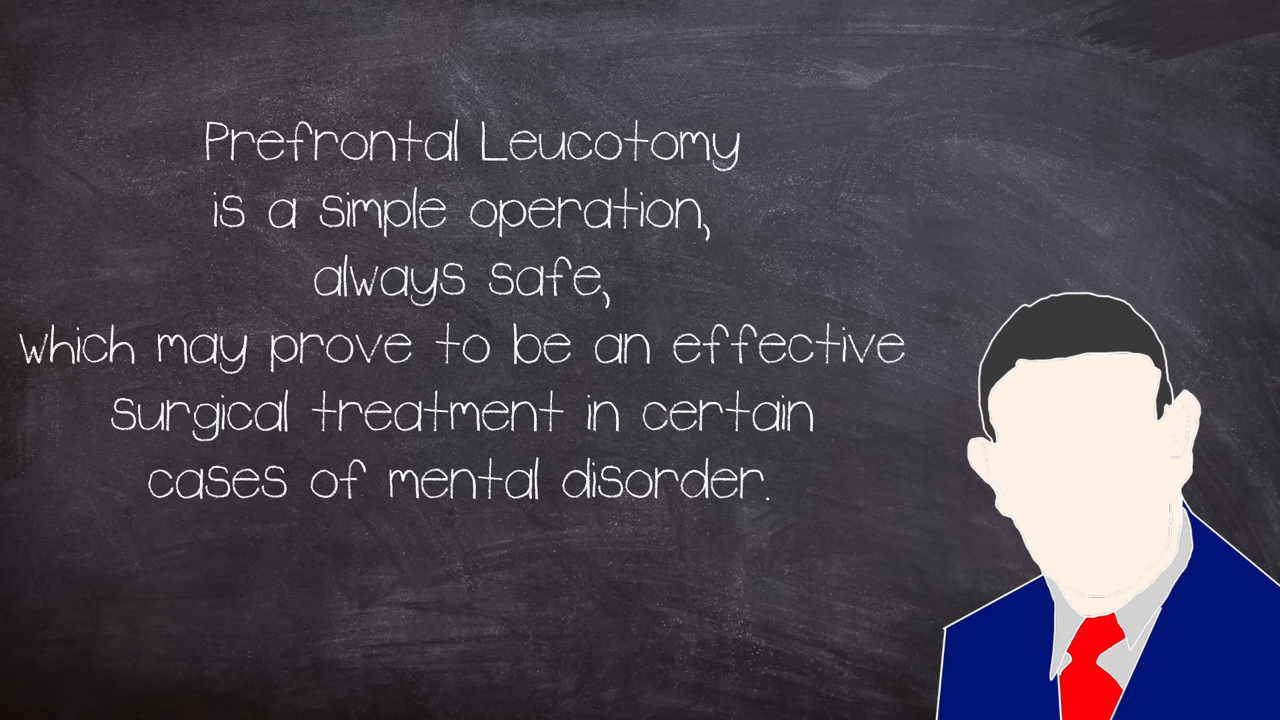 Prefrontal Leucotomy
is a simple operation,
always safe,
which may prove to be an effective
surgical treatment in certain
cases of mental disorder.